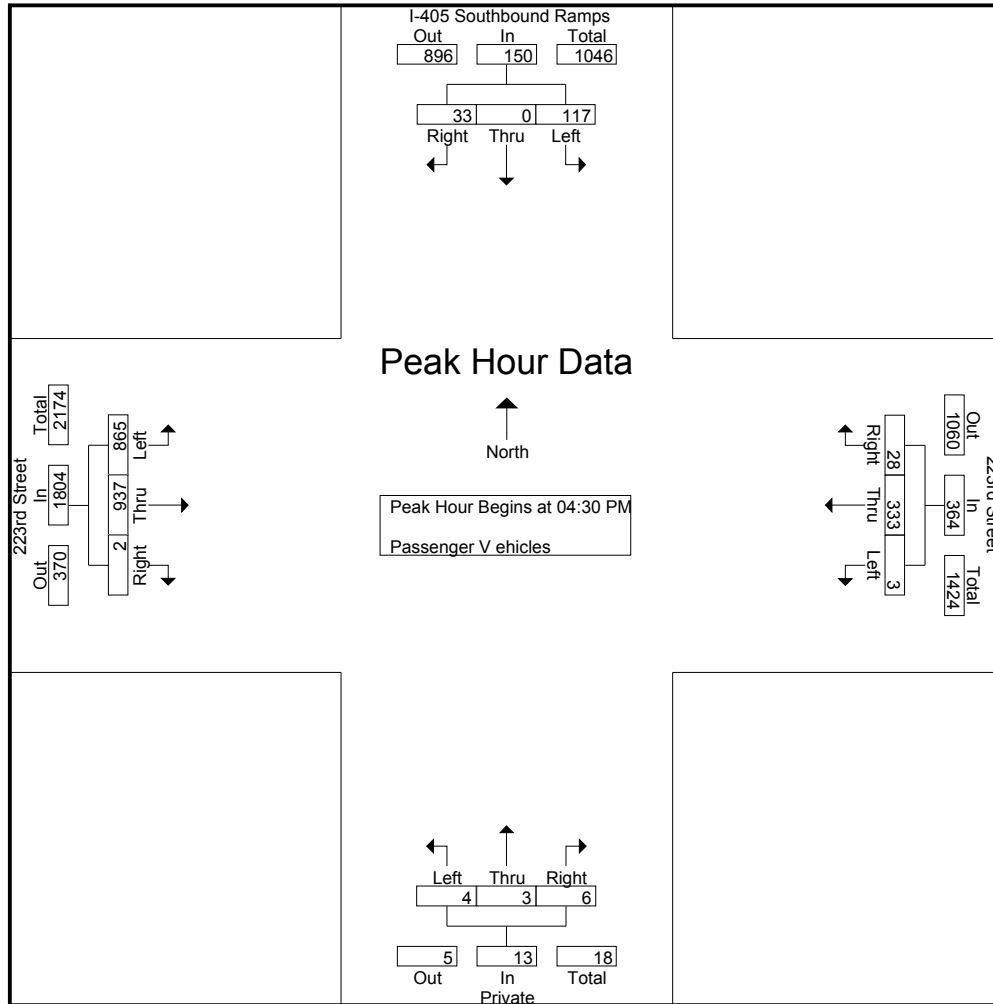 I-405 Southbound Ramps
Out In Total
896 150 1046
33 0 117
Right Thru Left
Peak Hour Data
North
Peak Hour Begins at 04:30 PM
Passenger V ehicles
223rd Street
Total In Out
2174 1804 370
865 937 2
Left Thru Right
223rd Street
Out In Total
1060 364 1424
28 333 3
Right Thru Left
Left Thru Right
4 3 6
5 13 18
Out In Total
Private